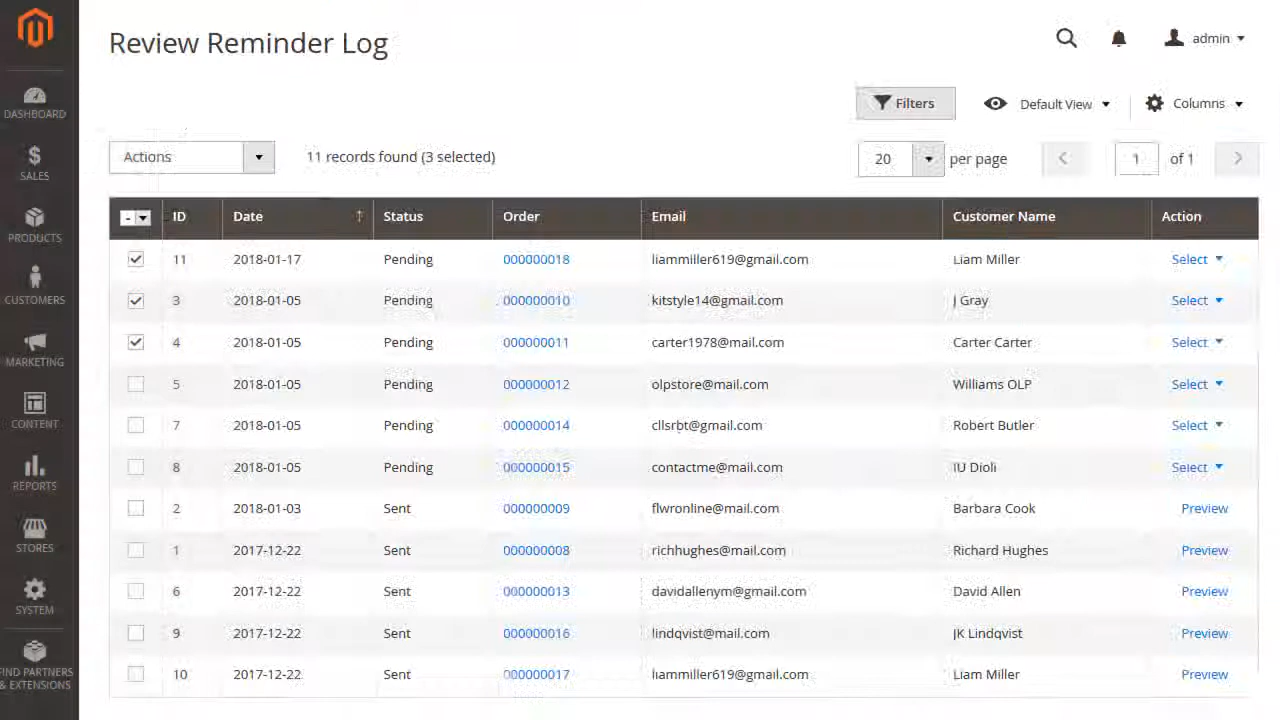 Review Reminder Log
admin
Filters
Default View
Columns
Actions
11 records found (3 selected)
20 per page
1 of 1
- ID Date ↑ Status Order Email Customer Name Action
11 2018-01-17 Pending 000000018 liammiller619@gmail.com Liam Miller Select
3 2018-01-05 Pending 000000010 kitstyle14@gmail.com J Gray Select
4 2018-01-05 Pending 000000011 carter1978@mail.com Carter Carter Select
5 2018-01-05 Pending 000000012 olpstore@mail.com Williams OLP Select
7 2018-01-05 Pending 000000014 cllsrbt@gmail.com Robert Butler Select
8 2018-01-05 Pending 000000015 contactme@mail.com IU Dioli Select
2 2018-01-03 Sent 000000009 flwronline@mail.com Barbara Cook Preview
1 2017-12-22 Sent 000000008 richhughes@mail.com Richard Hughes Preview
6 2017-12-22 Sent 000000013 davidallenym@gmail.com David Allen Preview
9 2017-12-22 Sent 000000016 lindqvist@mail.com JK Lindqvist Preview
10 2017-12-22 Sent 000000017 liammiller619@gmail.com Liam Miller Preview
DASHBOARD
SALES
PRODUCTS
CUSTOMERS
MARKETING
CONTENT
REPORTS
STORES
SYSTEM
FIND PARTNERS
& EXTENSIONS